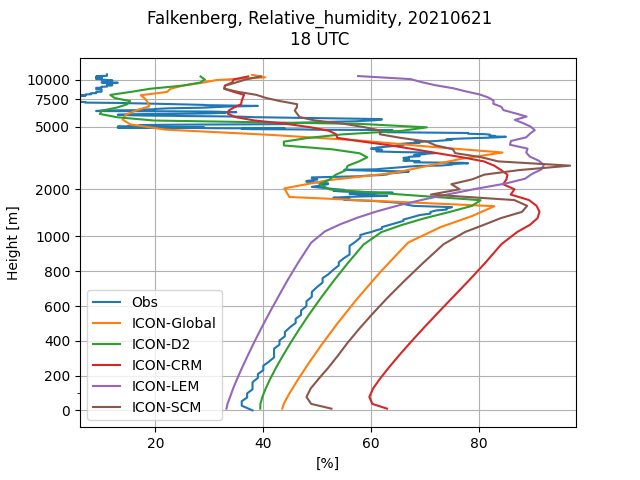 Falkenberg, Relative_humidity, 20210621
18 UTC
10000
7500
5000
2000
1000
800
600
400
200
0
Height [m]
Obs
ICON-Global
ICON-D2
ICON-CRM
ICON-LEM
ICON-SCM
20
40
60
80
[%]